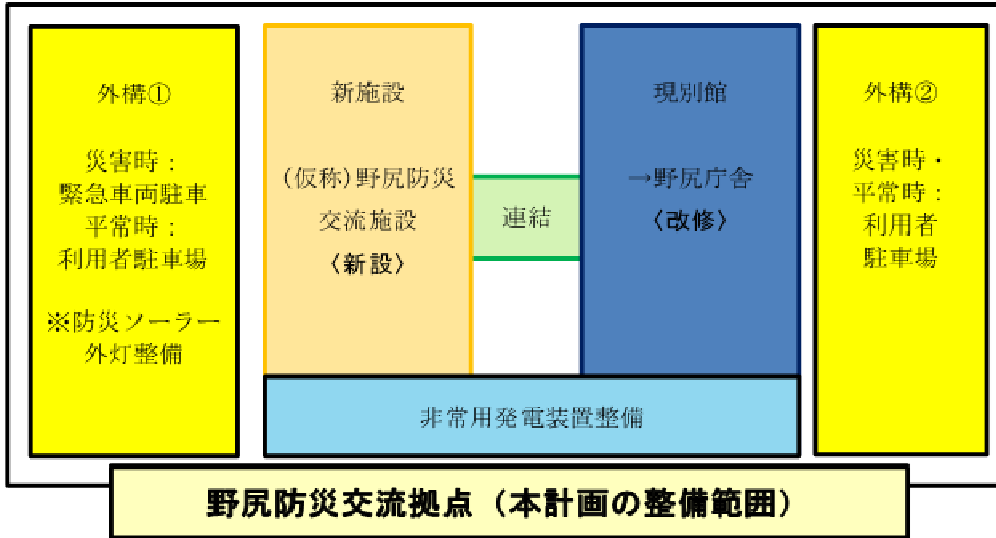 外構①
災害時：
緊急車両駐車
平常時：
利用者駐車場
※防災ソーラー
外灯整備
新施設
(仮称)野尻防災
交流施設
〈新設〉
連結
現別館
→野尻庁舎
〈改修〉
外構②
災害時・
平常時：
利用者
駐車場
非常用発電装置整備
野尻防災交流拠点（本計画の整備範囲）